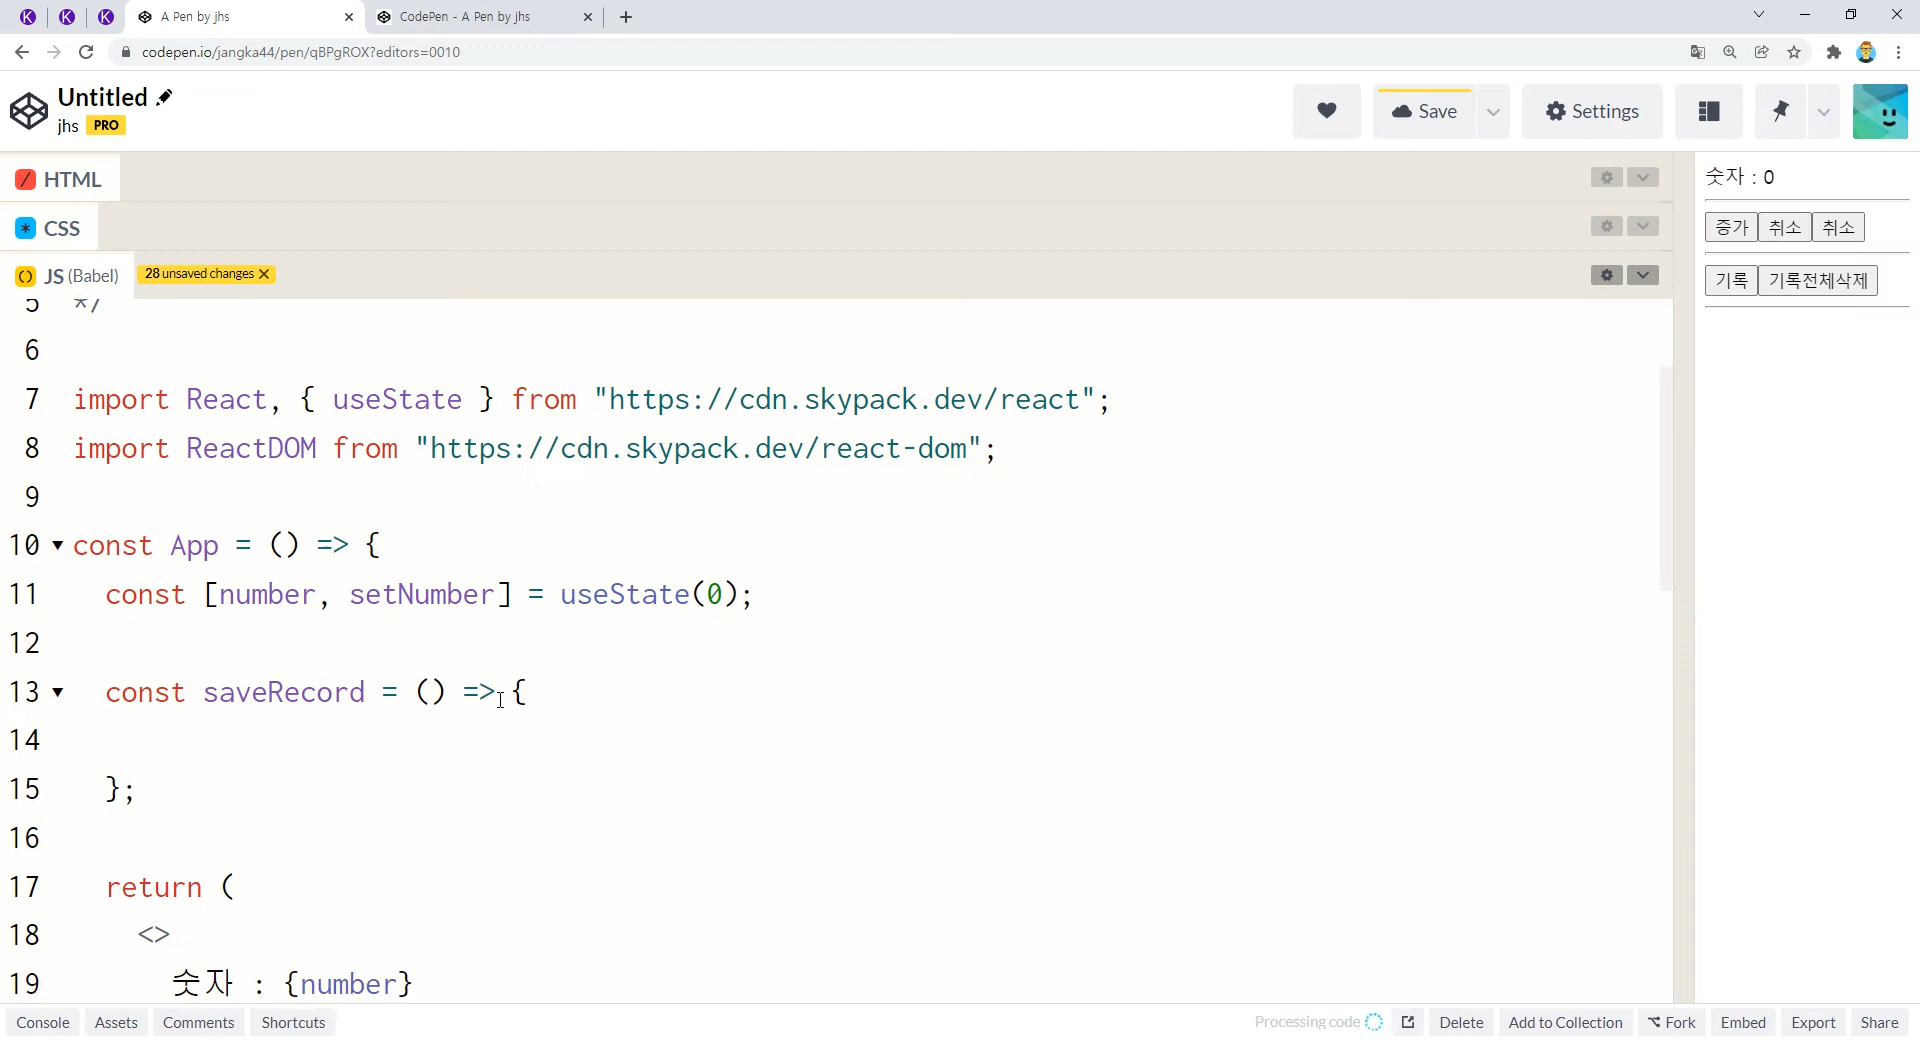 A Pen by jhs
CodePen - A Pen by jhs
codepen.io/jangka44/pen/qBPgROX?editors=0010
Untitled
jhs PRO
Save
Settings
HTML
CSS
JS (Babel)
28 unsaved changes
5 */
6
7 import React, { useState } from "https://cdn.skypack.dev/react";
8 import ReactDOM from "https://cdn.skypack.dev/react-dom";
9
10 const App = () => {
11 const [number, setNumber] = useState(0);
12
13 const saveRecord = () => {
14
15 };
16
17 return (
18 <>
19 숫자 : {number}
숫자 : 0
증가 취소 취소
기록 기록전체삭제
Console Assets Comments Shortcuts
Processing code
Delete Add to Collection Fork Embed Export Share